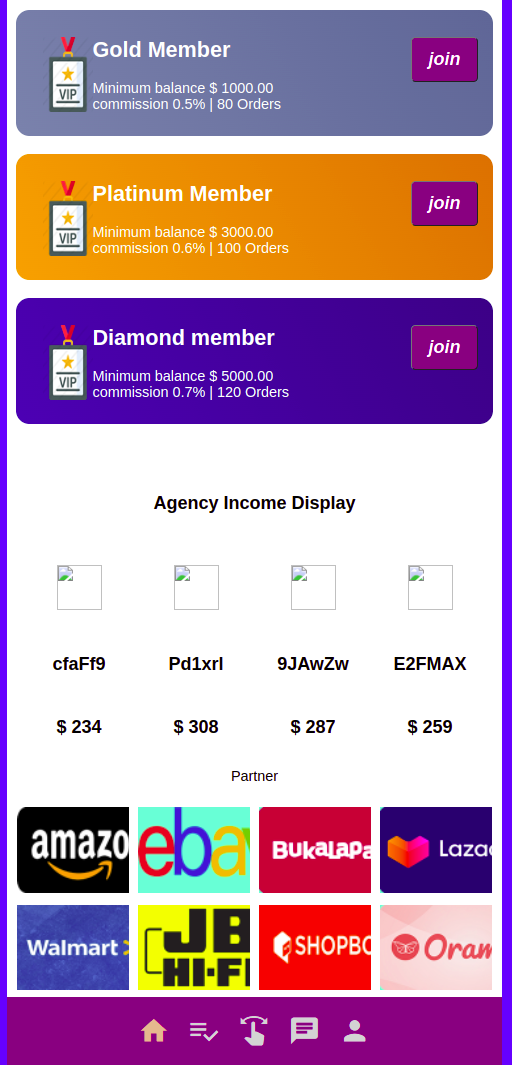 Gold Member
join
Minimum balance $ 1000.00
commission 0.5% | 80 Orders
VIP
Platinum Member
join
Minimum balance $ 3000.00
commission 0.6% | 100 Orders
VIP
Diamond member
join
Minimum balance $ 5000.00
commission 0.7% | 120 Orders
VIP
Agency Income Display
cfaFf9 Pd1xrl 9JAwZw E2FMAX
$ 234 $ 308 $ 287 $ 259
Partner
amazo eba BukaLaPa Lazad
Walmart JB HI-FI SHOPBO Oram